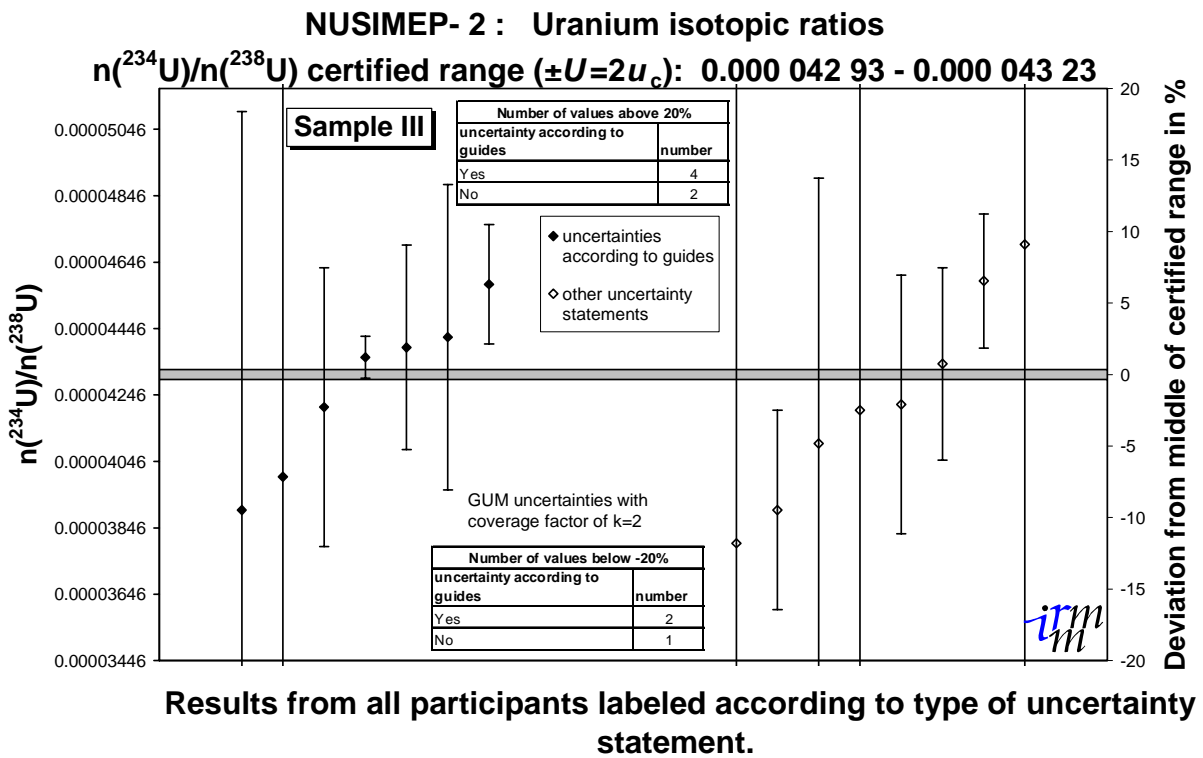 NUSIMEP- 2 :   Uranium isotopic ratios
n(²³⁴U)/n(²³⁸U) certified range (±U=2u_c):  0.000 042 93 - 0.000 043 23
Sample III
Number of values above 20%
uncertainty according to guides number
Yes 4
No 2
uncertainties
according to guides
other uncertainty
statements
GUM uncertainties with
coverage factor of k=2
Number of values below -20%
uncertainty according to guides number
Yes 2
No 1
n(²³⁴U)/n(²³⁸U)
0.00005046
0.00004846
0.00004646
0.00004446
0.00004246
0.00004046
0.00003846
0.00003646
0.00003446
20
15
10
5
0
-5
-10
-15
-20
Deviation from middle of certified range in %
irmm
Results from all participants labeled according to type of uncertainty
statement.